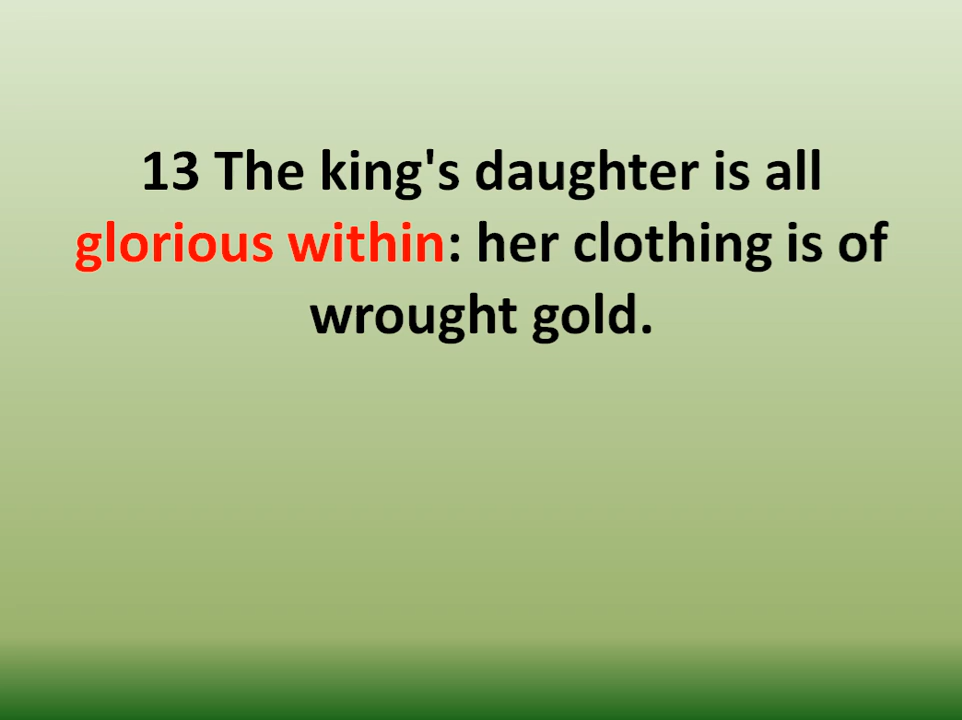 13 The king's daughter is all
glorious within: her clothing is of
wrought gold.